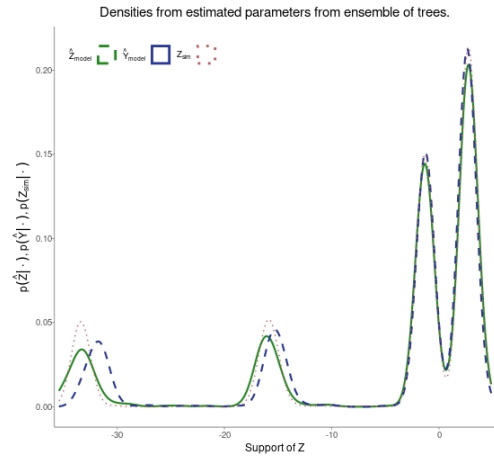 Densities from estimated parameters from ensemble of trees.
Ẑmodel Ŷmodel Zsim
p(Ẑ| · ), p(Ŷ| · ), p(Zsim| · )
0.20
0.15
0.10
0.05
0.00
-30 -20 -10 0
Support of Z